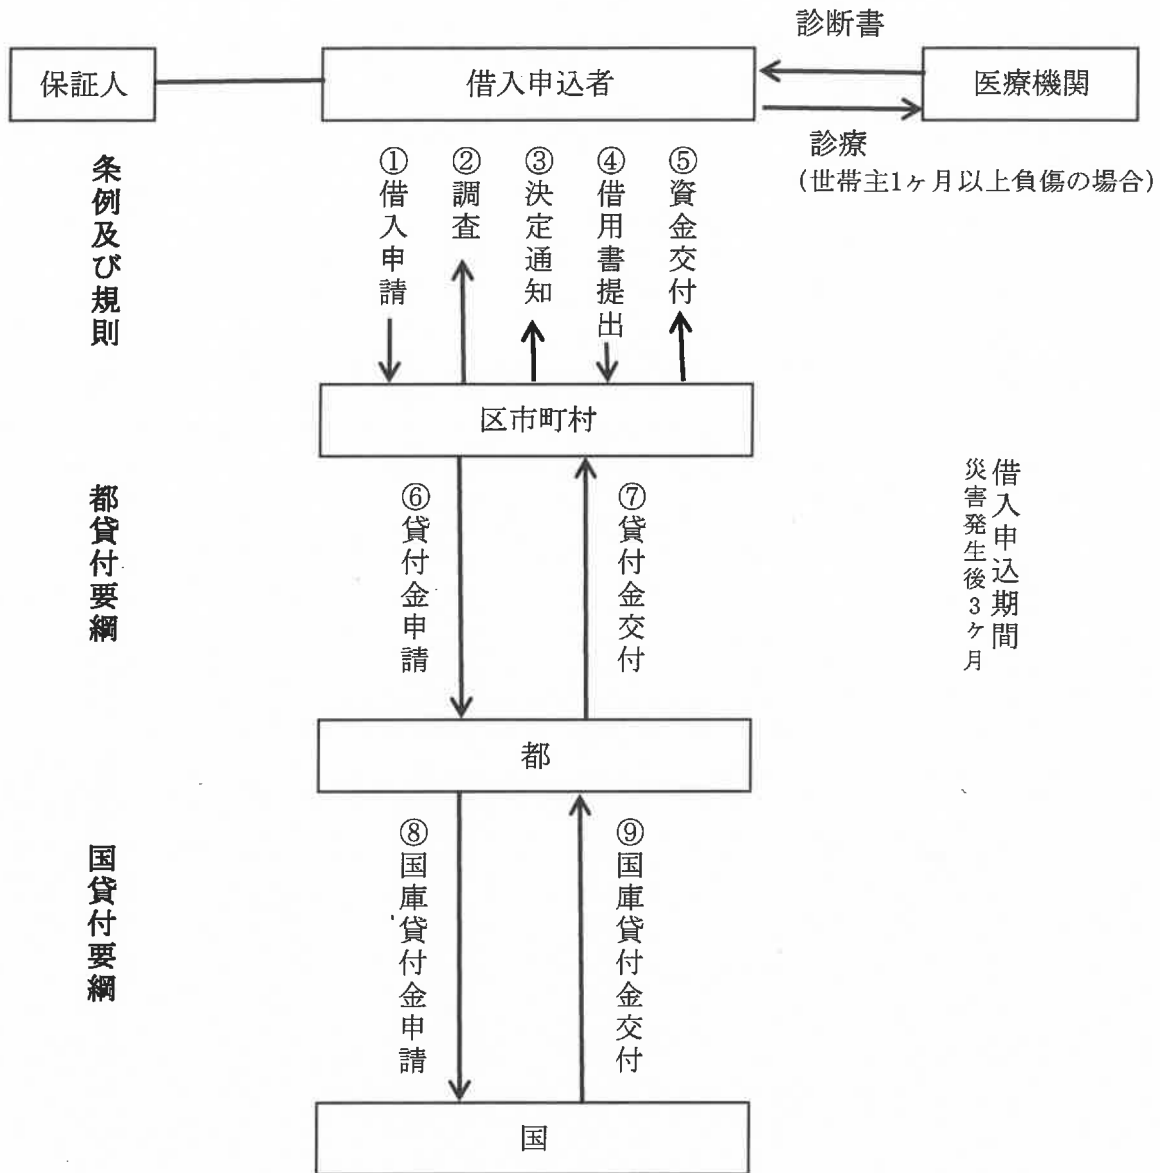 診断書
保証人
借入申込者
医療機関
診療
(世帯主1ヶ月以上負傷の場合)
条例及び規則
①借入申請
②調査
③決定通知
④借用書提出
⑤資金交付
区市町村
都貸付要綱
⑥貸付金申請
⑦貸付金交付
借入申込期間
災害発生後3ヶ月
都
国貸付要綱
⑧国庫貸付金申請
⑨国庫貸付金交付
国